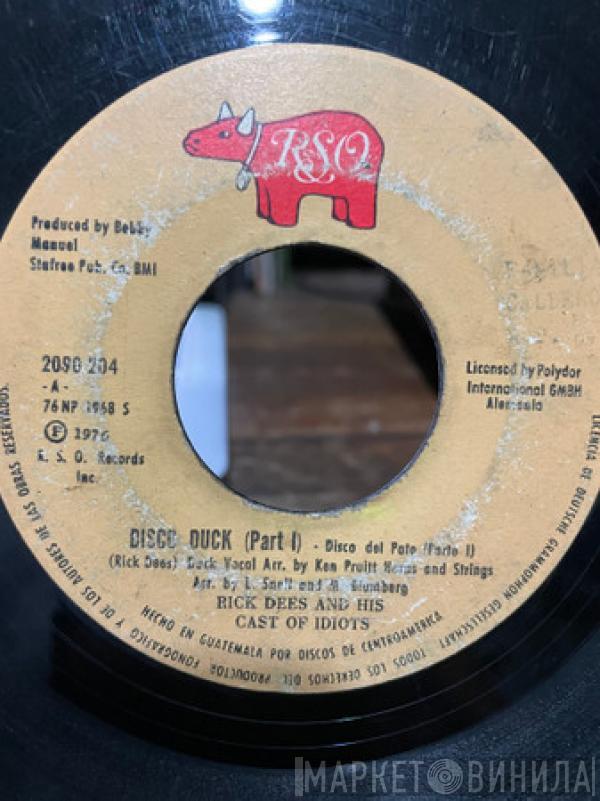 RSO
Produced by Bobby
Manuel
Stafree Pub. Co. BMI
2090 204
-A-
76 NP 1968 S
Ⓟ 1976
R. S. O. Records
Inc.
Licensed by Polydor
International GMBH
Alemania
DISCO DUCK (Part I) - Disco del Pato (Parte I)
(Rick Dees) Duck Vocal Arr. by Ken Pruitt Horns and Strings
Arr. by L. Snell and H. Blumberg
RICK DEES AND HIS
CAST OF IDIOTS
HECHO EN GUATEMALA POR DISCOS DE CENTROAMERICA
LICENCIA DE DEUTSCHE GRAMMOPHON GESELLSCHAFT. TODOS LOS DERECHOS DEL PRODUCTOR FONOGRAFICO Y DE LOS AUTORES DE LAS OBRAS RESERVADOS.
МАРКЕТ ВИНИЛА